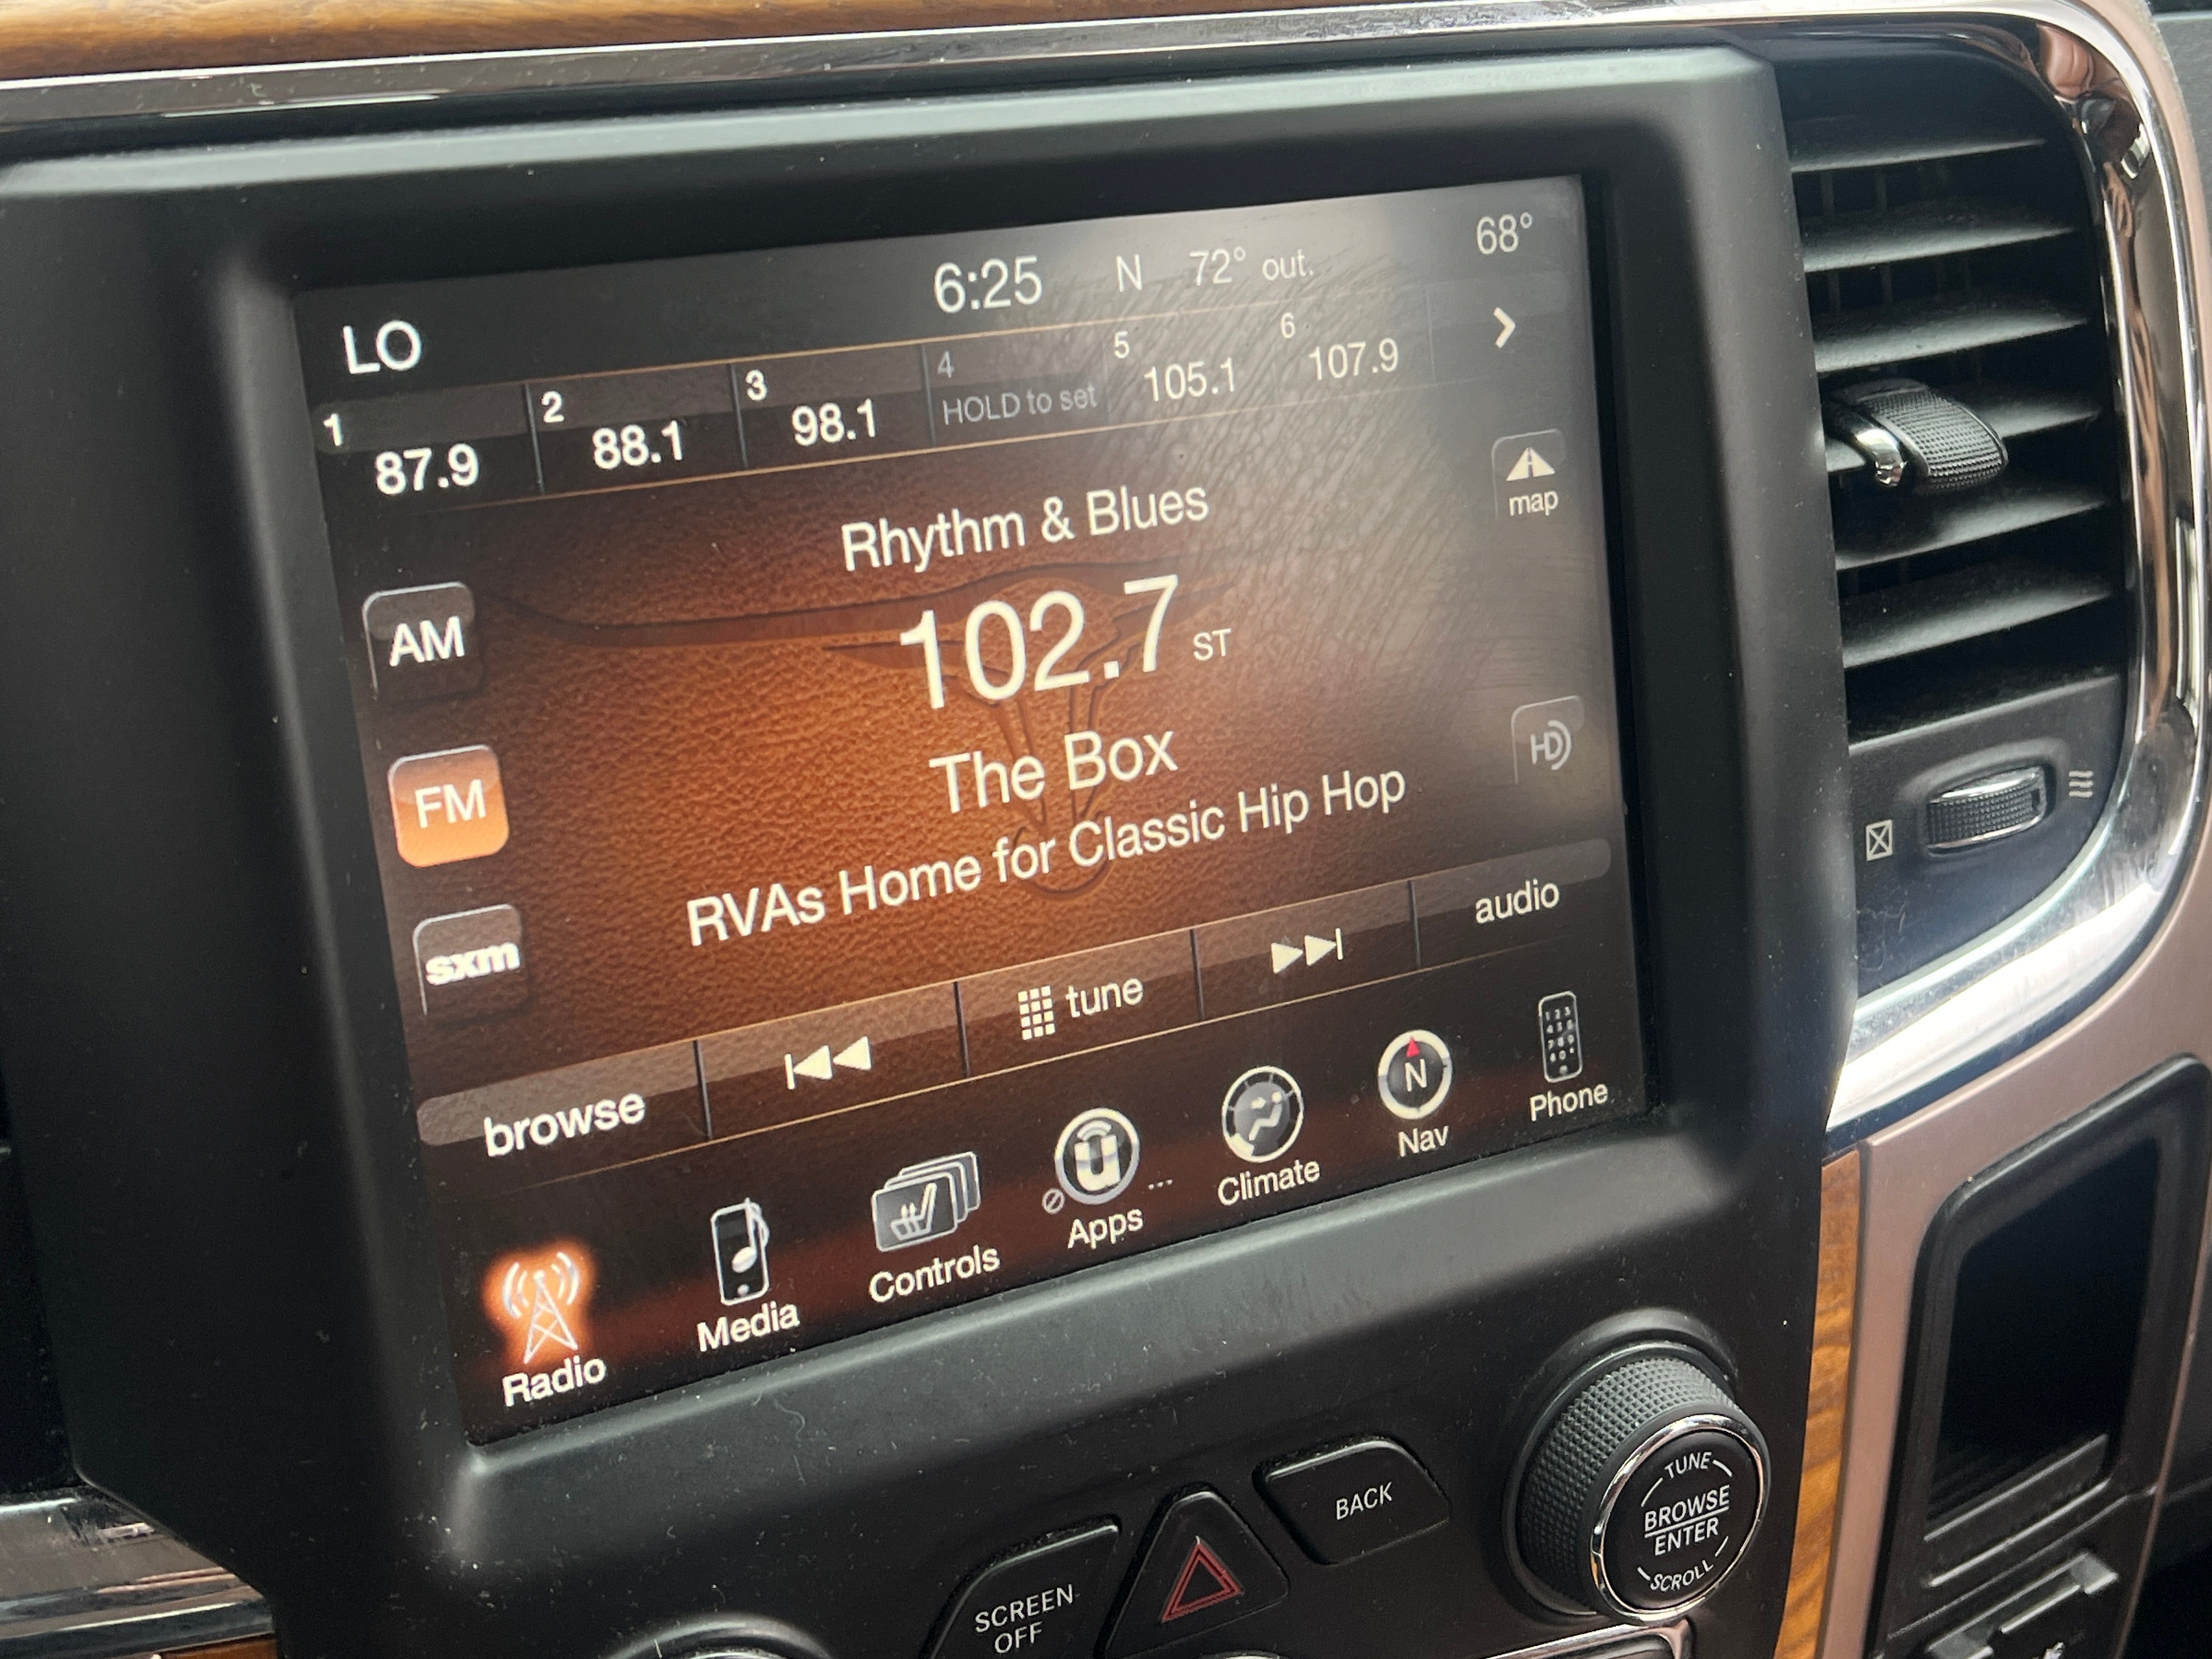 LO 6:25 N 72° out. 68°
1 87.9 2 88.1 3 98.1 4 HOLD to set 5 105.1 6 107.9
map
Rhythm & Blues
AM
102.7 ST
HD
The Box
FM
RVAs Home for Classic Hip Hop
sxm
browse tune audio
Radio Media Controls Apps ... Climate N Nav Phone
SCREEN
OFF
BACK
TUNE
BROWSE
ENTER
SCROLL